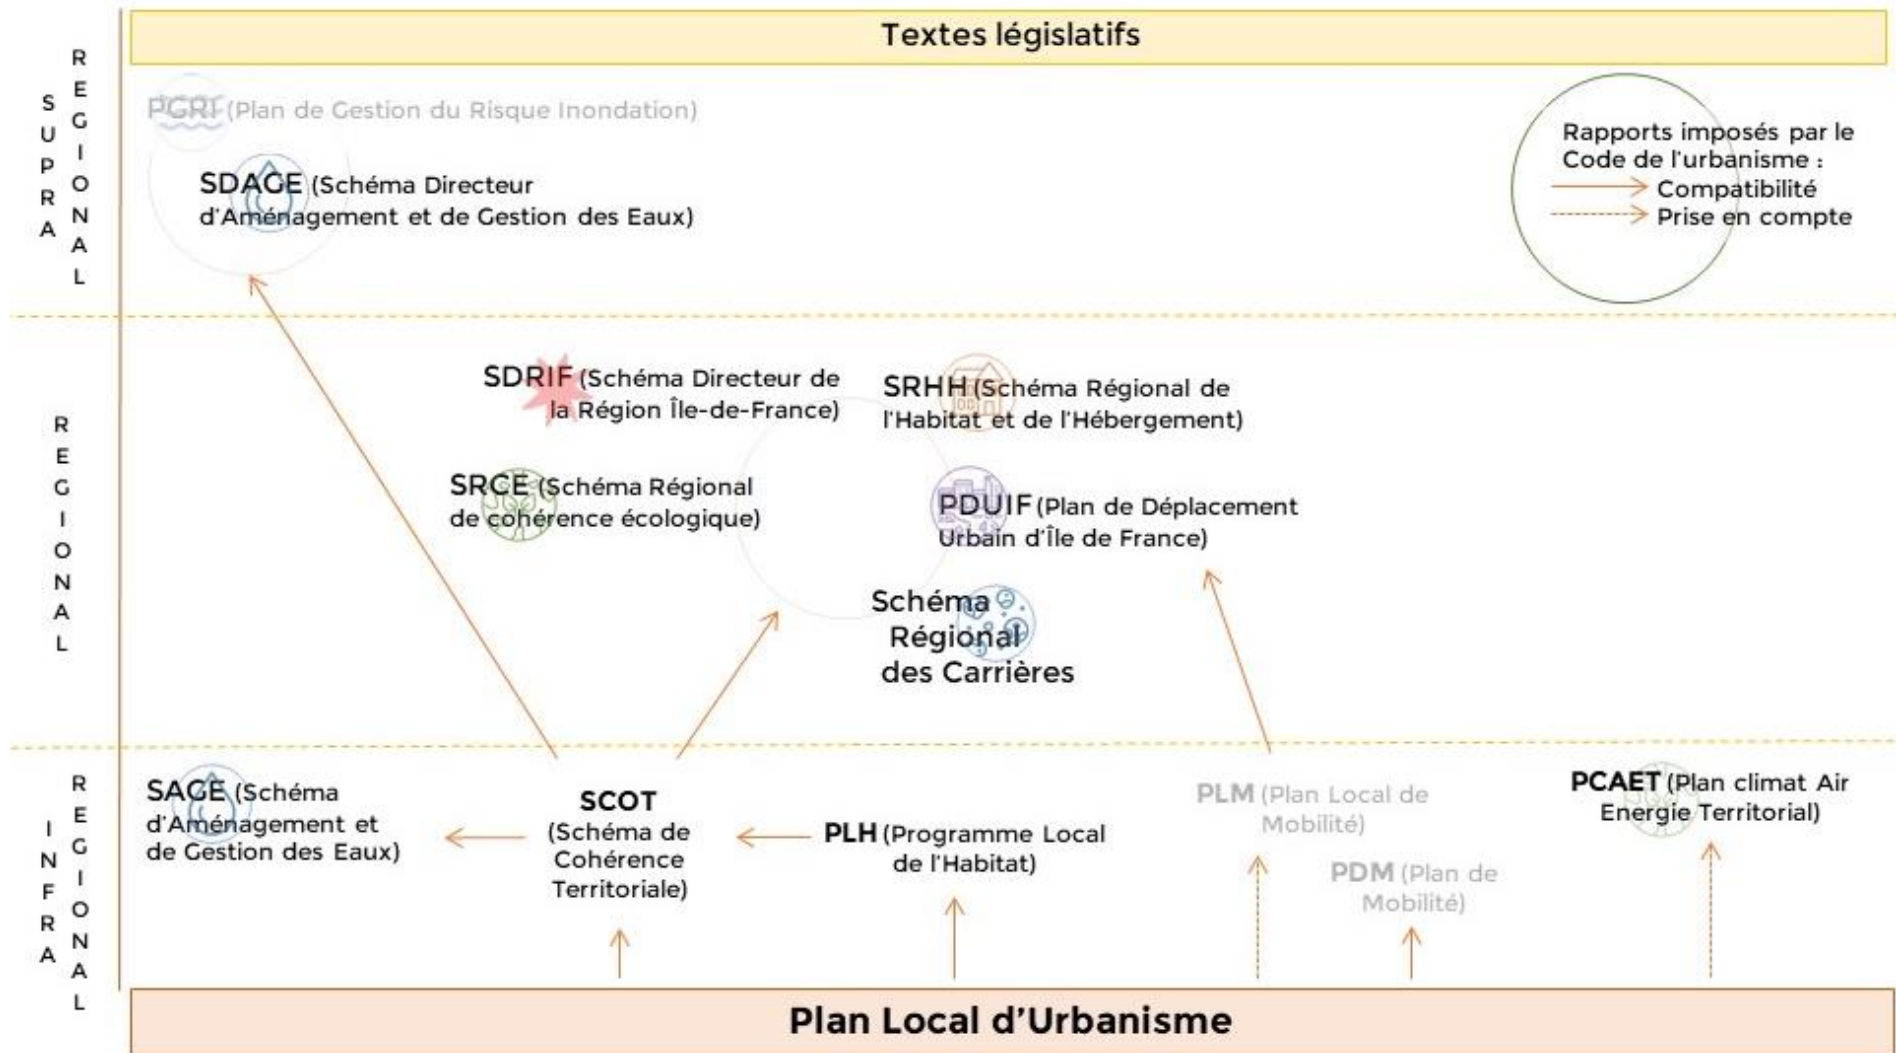 Textes législatifs
SUPRA
REGIONAL
PGRI (Plan de Gestion du Risque Inondation)
SDAGE (Schéma Directeur
d'Aménagement et de Gestion des Eaux)
Rapports imposés par le
Code de l'urbanisme :
Compatibilité
Prise en compte
REGIONAL
SDRIF (Schéma Directeur de
la Région Île-de-France)
SRHH (Schéma Régional de
l'Habitat et de l'Hébergement)
SRCE (Schéma Régional
de cohérence écologique)
PDUIF (Plan de Déplacement
Urbain d'Île de France)
Schéma
Régional
des Carrières
INFRA
REGIONAL
SAGE (Schéma
d'Aménagement et
de Gestion des Eaux)
SCOT
(Schéma de
Cohérence
Territoriale)
PLH (Programme Local
de l'Habitat)
PLM (Plan Local de
Mobilité)
PDM (Plan de
Mobilité)
PCAET (Plan climat Air
Energie Territorial)
Plan Local d'Urbanisme